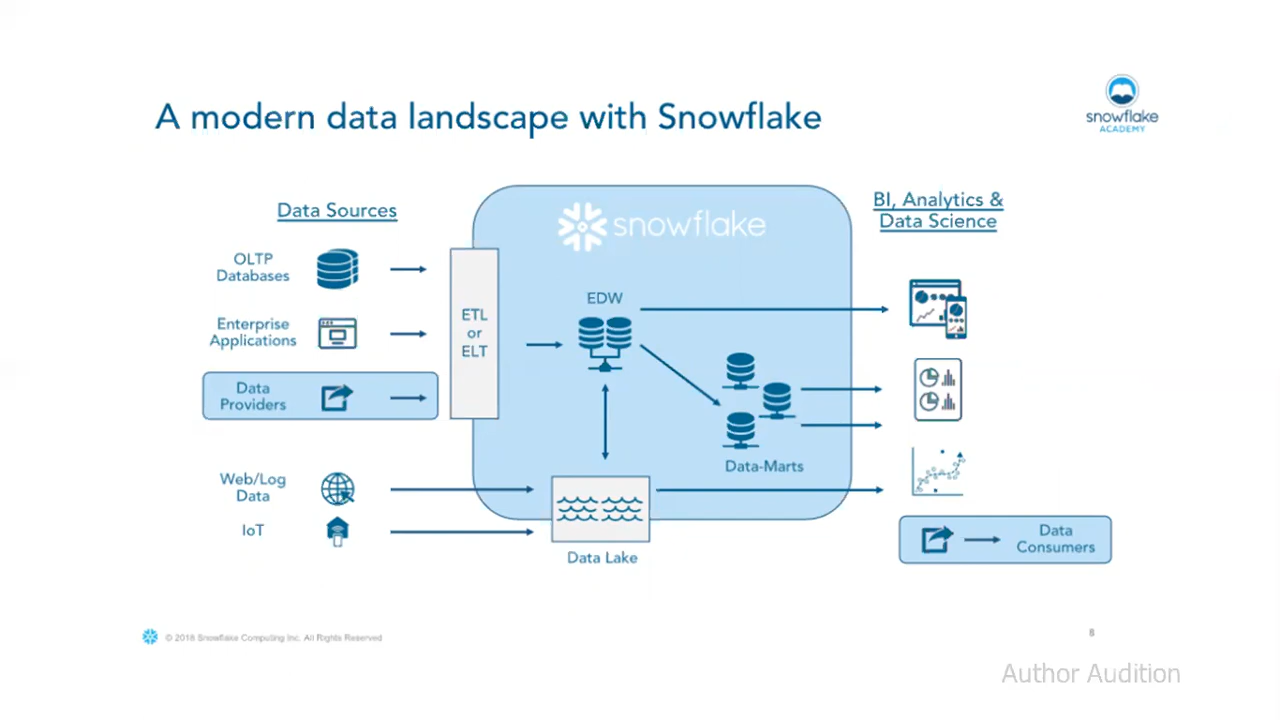 A modern data landscape with Snowflake
snowflake
ACADEMY
Data Sources
OLTP
Databases
Enterprise
Applications
Data
Providers
Web/Log
Data
IoT
ETL
or
ELT
snowflake
EDW
Data-Marts
Data Lake
BI, Analytics &
Data Science
Data
Consumers
© 2018 Snowflake Computing Inc. All Rights Reserved
8
Author Audition